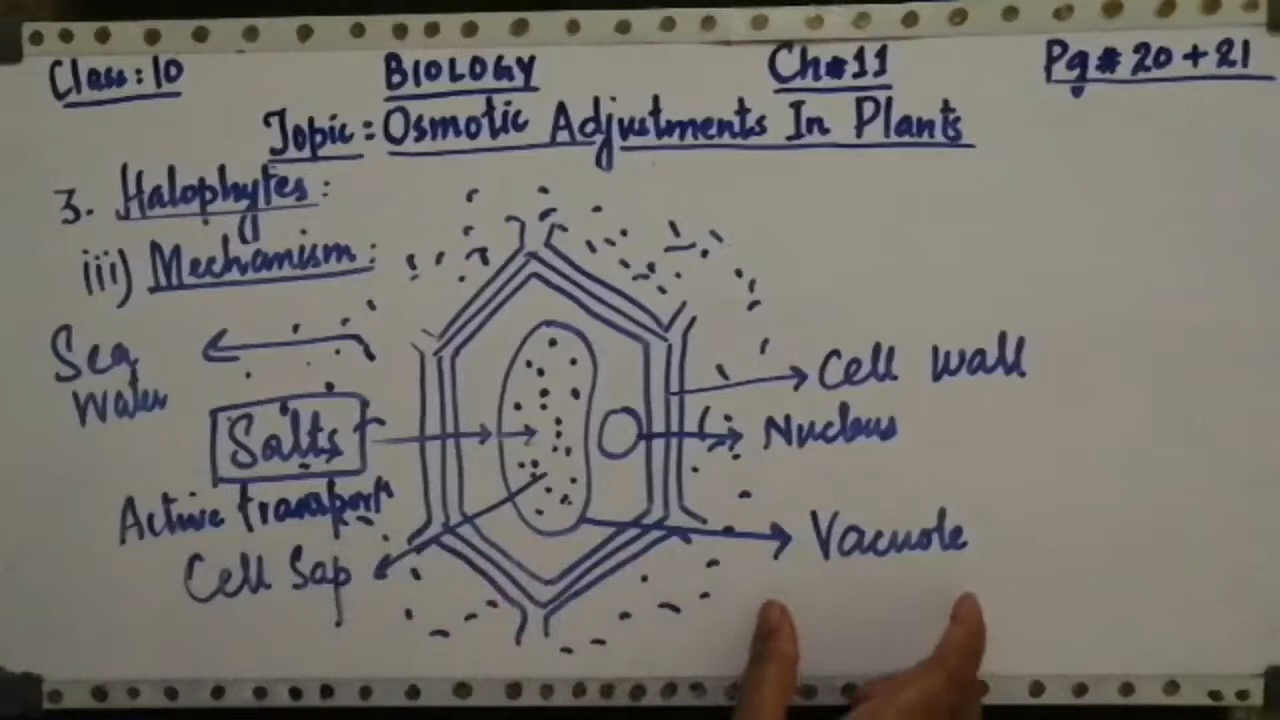 Class:10 BIOLOGY Ch#11 Pg# 20+21
Topic: Osmotic Adjustments In Plants
3. Halophytes:
iii) Mechanism:
Sea
Water
Cell Wall
Salts
Nucleus
Active transport
Vacuole
Cell Sap